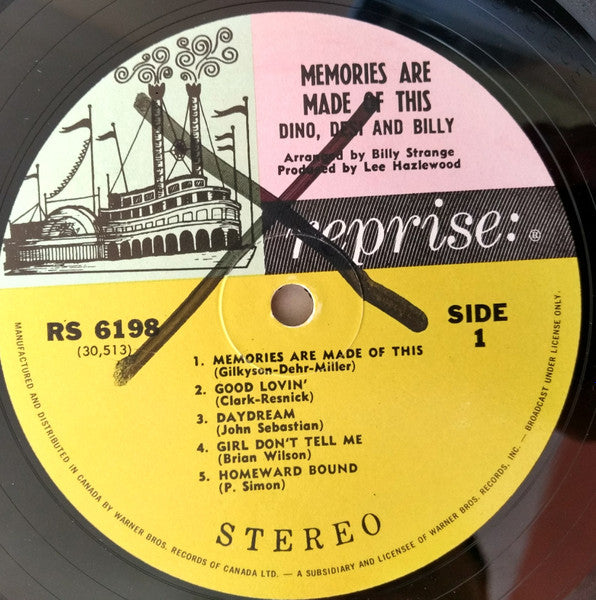 MEMORIES ARE
MADE OF THIS
DINO, DESI AND BILLY
Arranged by Billy Strange
Produced by Lee Hazlewood
reprise: ®
RS 6198
(30,513)
SIDE
1
1. MEMORIES ARE MADE OF THIS
(Gilkyson-Dehr-Miller)
2. GOOD LOVIN'
(Clark-Resnick)
3. DAYDREAM
(John Sebastian)
4. GIRL DON'T TELL ME
(Brian Wilson)
5. HOMEWARD BOUND
(P. Simon)
STEREO
MANUFACTURED AND DISTRIBUTED IN CANADA BY WARNER BROS. RECORDS OF CANADA LTD. — A SUBSIDIARY AND LICENSEE OF WARNER BROS. RECORDS, INC. — BROADCAST UNDER LICENSE ONLY.